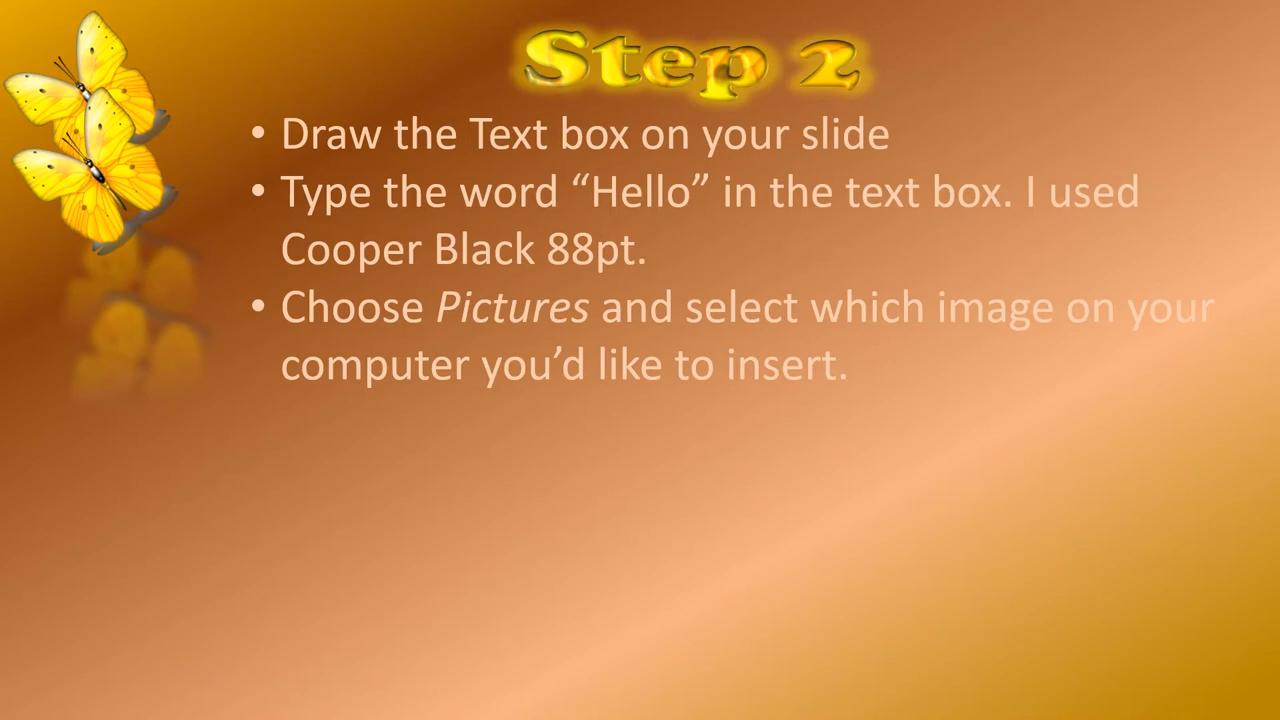 Step 2
• Draw the Text box on your slide
• Type the word “Hello” in the text box. I used
Cooper Black 88pt.
• Choose Pictures and select which image on your
computer you’d like to insert.